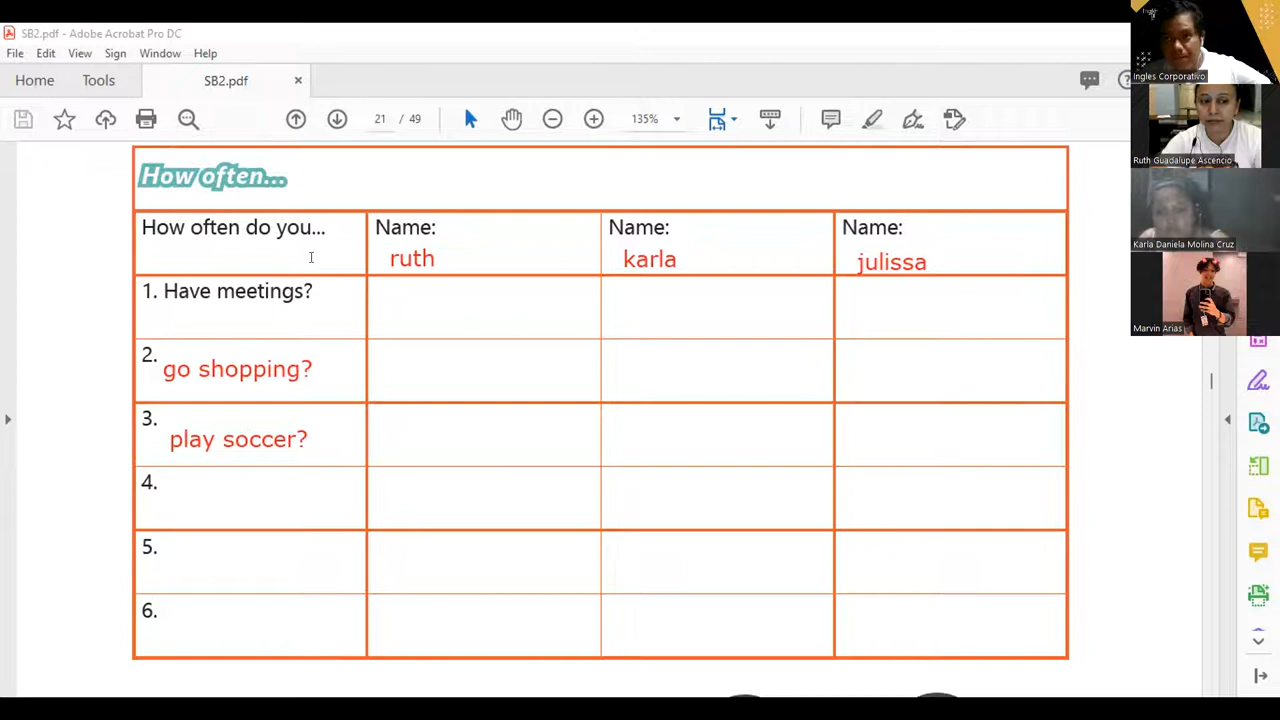 SB2.pdf - Adobe Acrobat Pro DC
File Edit View Sign Window Help
Home Tools SB2.pdf ×
21 / 49 135%
How often...
How often do you... Name: Name: Name:
ruth karla julissa
1. Have meetings?
2. go shopping?
3. play soccer?
4.
5.
6.
Ingles Corporativo
Ruth Guadalupe Ascencio
Karla Daniela Molina Cruz
Marvin Arias